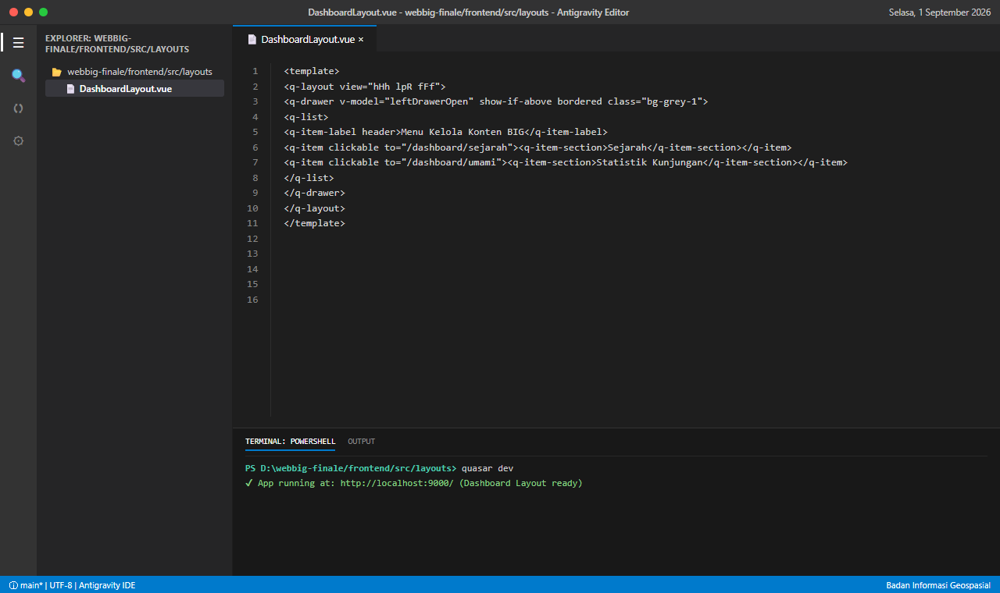 DashboardLayout.vue - webbig-finale/frontend/src/layouts - Antigravity Editor
Selasa, 1 September 2026
EXPLORER: WEBBIG-
FINALE/FRONTEND/SRC/LAYOUTS
webbig-finale/frontend/src/layouts
DashboardLayout.vue
DashboardLayout.vue ×
1 <template>
2 <q-layout view="hHh lpR fFf">
3 <q-drawer v-model="leftDrawerOpen" show-if-above bordered class="bg-grey-1">
4 <q-list>
5 <q-item-label header>Menu Kelola Konten BIG</q-item-label>
6 <q-item clickable to="/dashboard/sejarah"><q-item-section>Sejarah</q-item-section></q-item>
7 <q-item clickable to="/dashboard/umami"><q-item-section>Statistik Kunjungan</q-item-section></q-item>
8 </q-list>
9 </q-drawer>
10 </q-layout>
11 </template>
12
13
14
15
16
TERMINAL: POWERSHELL OUTPUT
PS D:\webbig-finale/frontend/src/layouts> quasar dev
✓ App running at: http://localhost:9000/ (Dashboard Layout ready)
main* | UTF-8 | Antigravity IDE
Badan Informasi Geospasial